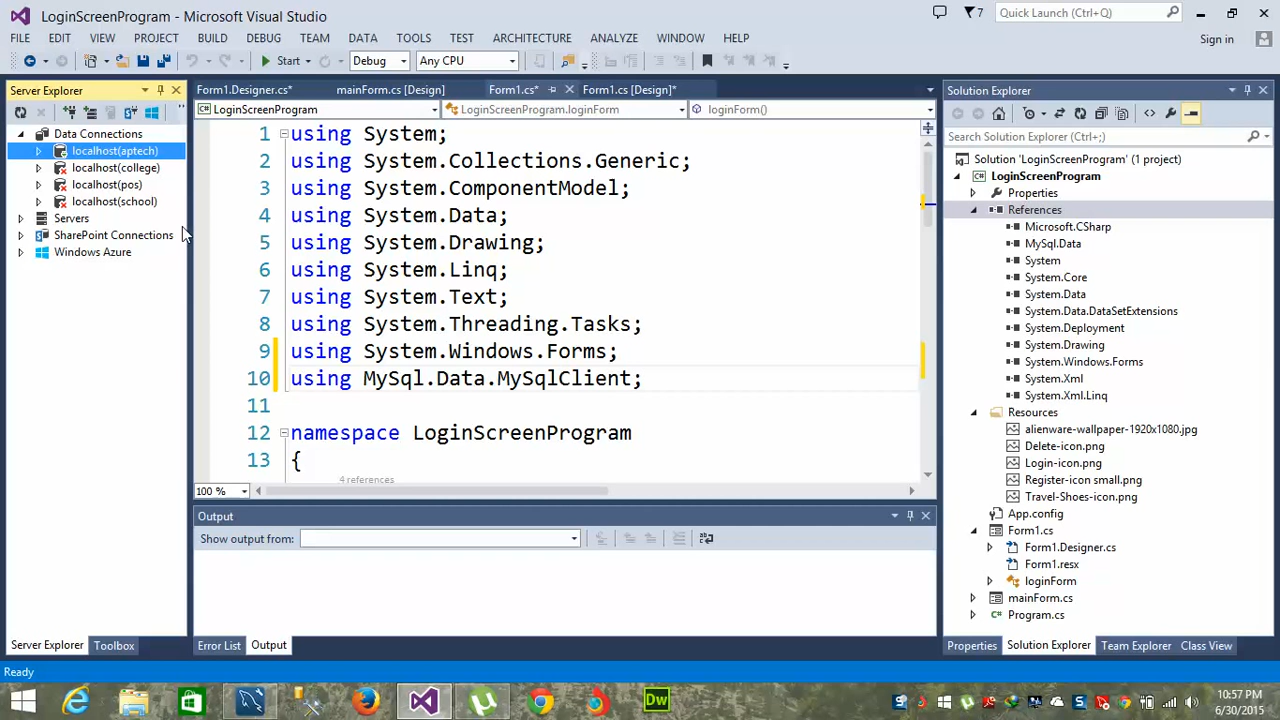 LoginScreenProgram - Microsoft Visual Studio
7
Quick Launch (Ctrl+Q)
FILE EDIT VIEW PROJECT BUILD DEBUG TEAM DATA TOOLS TEST ARCHITECTURE ANALYZE WINDOW HELP
Sign in
Start Debug Any CPU
Server Explorer
Data Connections
localhost(aptech)
localhost(college)
localhost(pos)
localhost(school)
Servers
SharePoint Connections
Windows Azure
Server Explorer Toolbox
Form1.Designer.cs* mainForm.cs [Design] Form1.cs* Form1.cs [Design]*
LoginScreenProgram LoginScreenProgram.loginForm loginForm()
1 using System;
2 using System.Collections.Generic;
3 using System.ComponentModel;
4 using System.Data;
5 using System.Drawing;
6 using System.Linq;
7 using System.Text;
8 using System.Threading.Tasks;
9 using System.Windows.Forms;
10 using MySql.Data.MySqlClient;
11
12 namespace LoginScreenProgram
13 {
4 references
100 %
Output
Show output from:
Error List Output
Solution Explorer
Search Solution Explorer (Ctrl+;)
Solution 'LoginScreenProgram' (1 project)
LoginScreenProgram
Properties
References
Microsoft.CSharp
MySql.Data
System
System.Core
System.Data
System.Data.DataSetExtensions
System.Deployment
System.Drawing
System.Windows.Forms
System.Xml
System.Xml.Linq
Resources
alienware-wallpaper-1920x1080.jpg
Delete-icon.png
Login-icon.png
Register-icon small.png
Travel-Shoes-icon.png
App.config
Form1.cs
Form1.Designer.cs
Form1.resx
loginForm
mainForm.cs
Program.cs
Properties Solution Explorer Team Explorer Class View
Ready
Dw
10:57 PM
6/30/2015